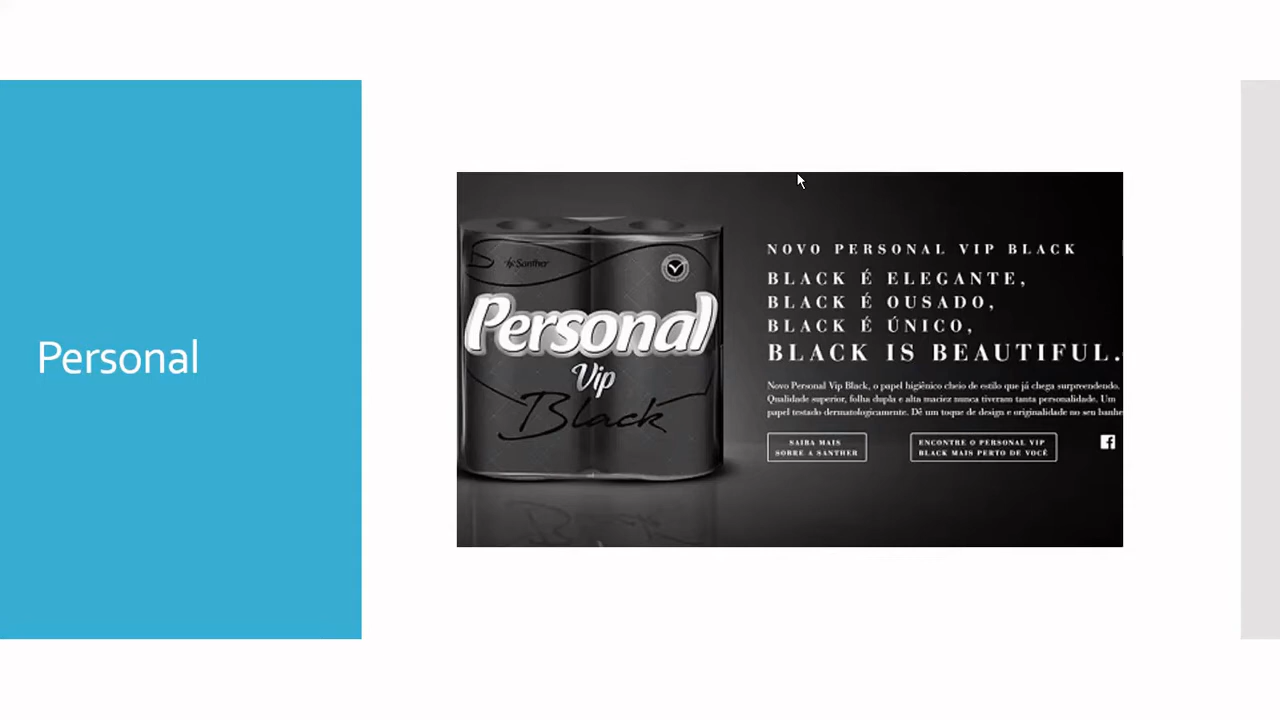 Personal
Santher
Personal
Vip
Black
NOVO PERSONAL VIP BLACK
BLACK É ELEGANTE,
BLACK É OUSADO,
BLACK É ÚNICO,
BLACK IS BEAUTIFUL.
Novo Personal Vip Black, o papel higiênico cheio de estilo que já chega surpreendendo.
Qualidade superior, folha dupla e alta maciez nunca tiveram tanta personalidade. Um
papel testado dermatologicamente. Dê um toque de design e originalidade no seu banhe
SAIBA MAIS
SOBRE A SANTHER
ENCONTRE O PERSONAL VIP
BLACK MAIS PERTO DE VOCÊ